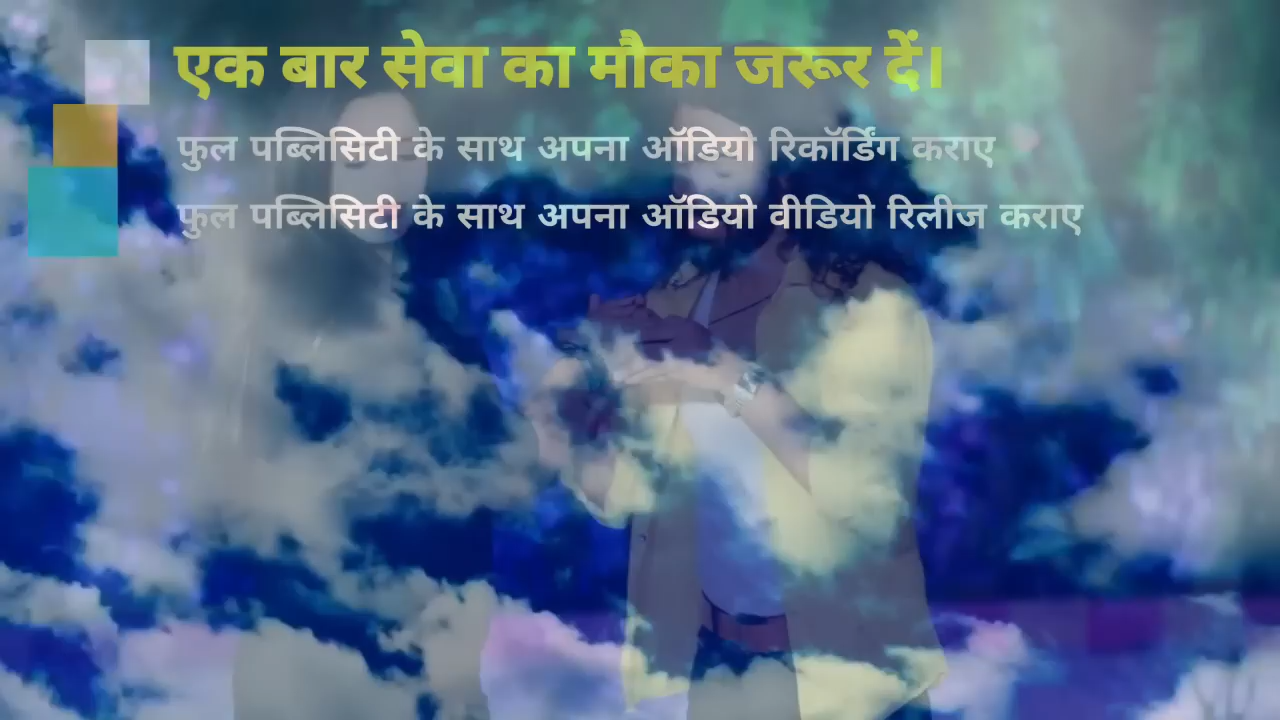 एक बार सेवा का मौका जरूर दें।
फुल पब्लिसिटी के साथ अपना ऑडियो रिकॉर्डिंग कराए
फुल पब्लिसिटी के साथ अपना ऑडियो वीडियो रिलीज कराए